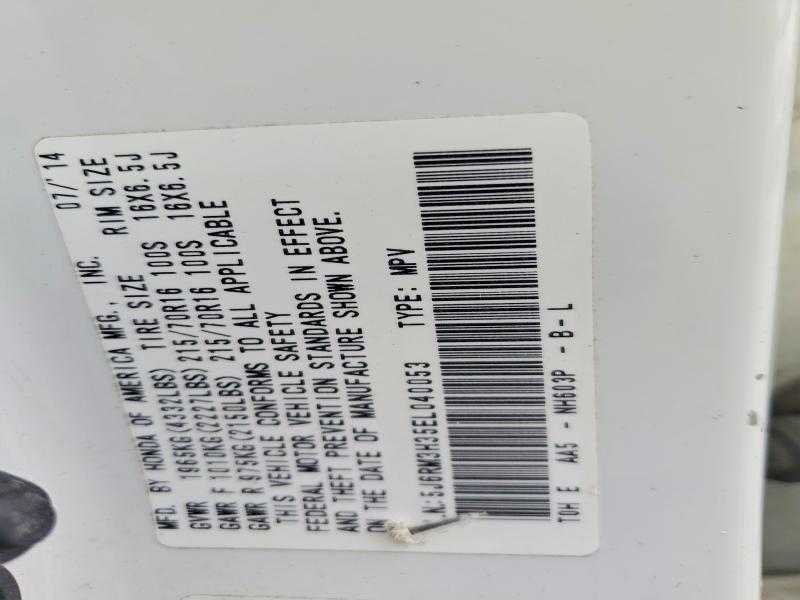 MFD. BY HONDA OF AMERICA MFG., INC. 07/'14
TIRE SIZE RIM SIZE
GVWR 1965KG(4332LBS)
GAWR F 1010KG(2227LBS) 215/70R16 100S 16X6.5J
GAWR R 975KG(2150LBS) 215/70R16 100S 16X6.5J
THIS VEHICLE CONFORMS TO ALL APPLICABLE
FEDERAL MOTOR VEHICLE SAFETY
AND THEFT PREVENTION STANDARDS IN EFFECT
ON THE DATE OF MANUFACTURE SHOWN ABOVE.
5J6RM3H35EL040053 TYPE: MPV
TOH E AA5 - NH603P - B - L